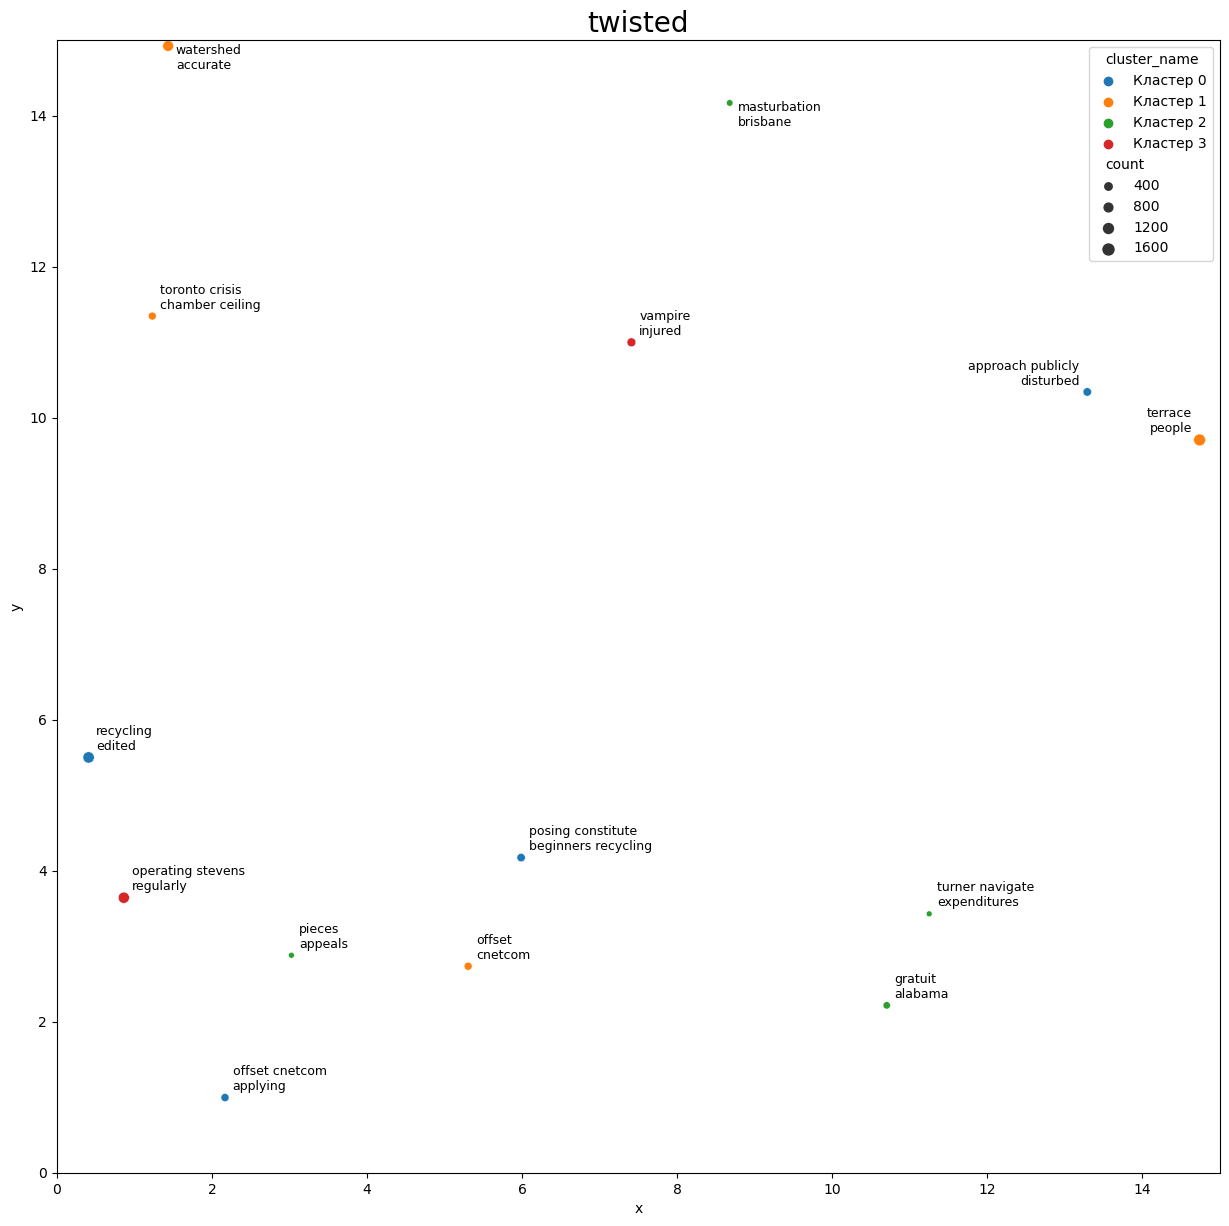 twisted
watershed
accurate
masturbation
brisbane
cluster_name
Кластер 0
Кластер 1
Кластер 2
Кластер 3
count
400
800
1200
1600
toronto crisis
chamber ceiling
vampire
injured
approach publicly
disturbed
terrace
people
recycling
edited
posing constitute
beginners recycling
operating stevens
regularly
turner navigate
expenditures
pieces
appeals
offset
cnetcom
gratuit
alabama
offset cnetcom
applying
14
12
10
8
6
4
2
0
y
0 2 4 6 8 10 12 14
x